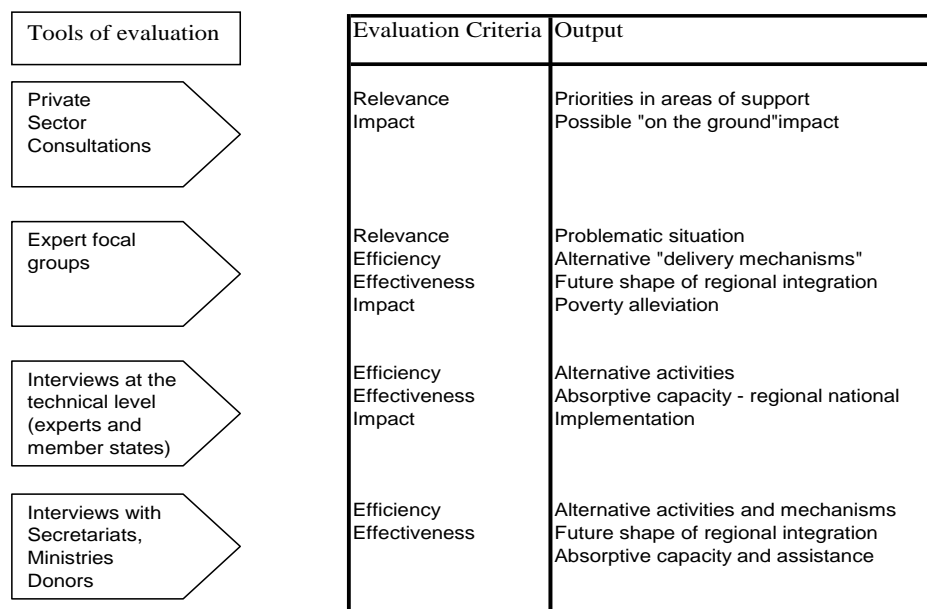 Tools of evaluation
Evaluation Criteria Output
Private
Sector
Consultations
Relevance Priorities in areas of support
Impact Possible "on the ground"impact
Expert focal
groups
Relevance Problematic situation
Efficiency Alternative "delivery mechanisms"
Effectiveness Future shape of regional integration
Impact Poverty alleviation
Interviews at the
technical level
(experts and
member states)
Efficiency Alternative activities
Effectiveness Absorptive capacity - regional national
Impact Implementation
Interviews with
Secretariats,
Ministries
Donors
Efficiency Alternative activities and mechanisms
Effectiveness Future shape of regional integration
Absorptive capacity and assistance